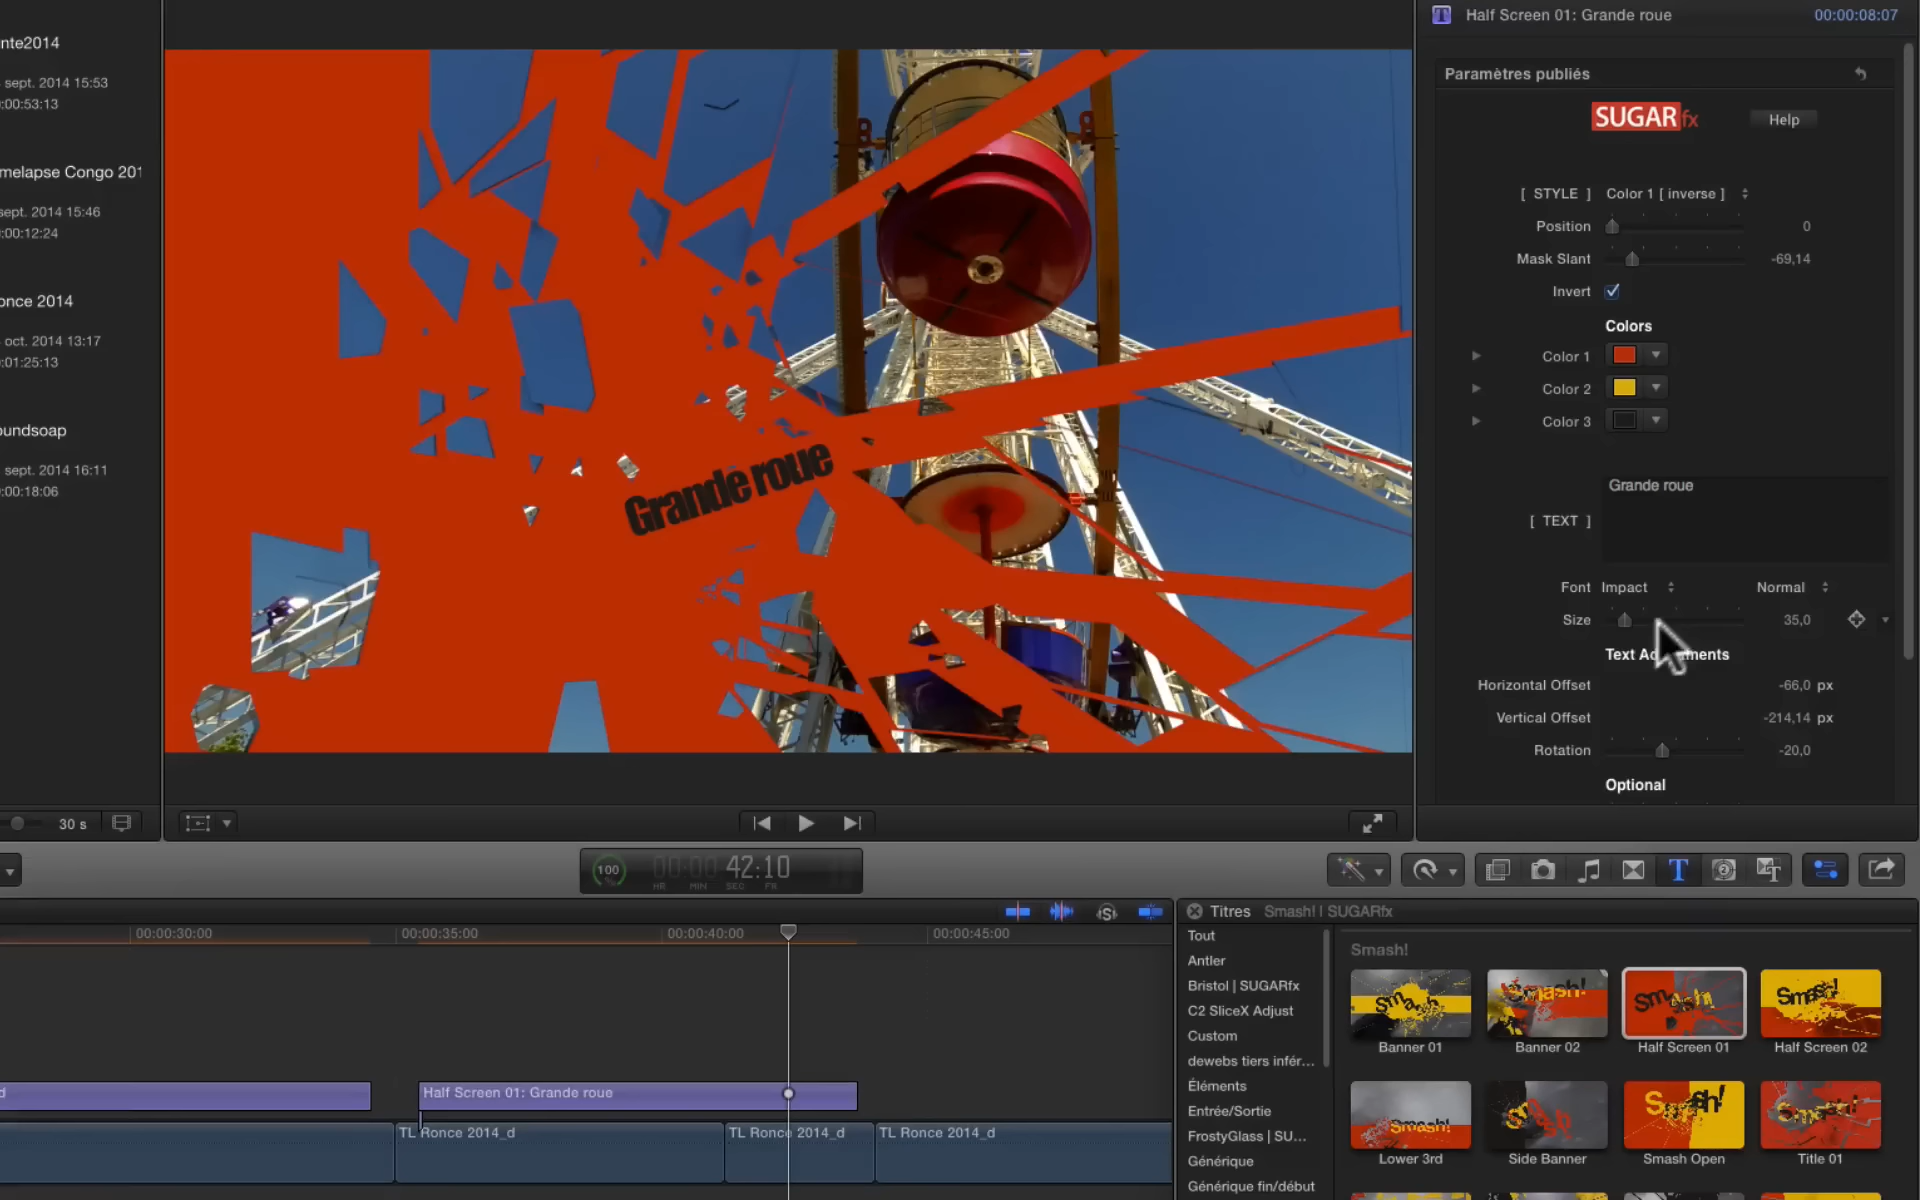 nte2014
sept. 2014 15:53
:00:53:13
melapse Congo 201
sept. 2014 15:46
:00:12:24
once 2014
oct. 2014 13:17
:01:25:13
oundsoap
sept. 2014 16:11
:00:18:06
30 s
Grande roue
Half Screen 01: Grande roue 00:00:08:07
Paramètres publiés
SUGARfx Help
[ STYLE ] Color 1 [ inverse ]
Position 0
Mask Slant -69,14
Invert
Colors
Color 1
Color 2
Color 3
Grande roue
[ TEXT ]
Font Impact Normal
Size 35,0
Horizontal Offset -66,0 px
Vertical Offset -214,14 px
Rotation -20,0
Optional
100 00:00 42:10
HR MIN SEC FR
00:00:30:00 00:00:35:00 00:00:40:00 00:00:45:00
d
Half Screen 01: Grande roue
TL Ronce 2014_d TL Ronce 2014_d TL Ronce 2014_d
Titres Smash! | SUGARfx
Tout
Antler
Bristol | SUGARfx
C2 SliceX Adjust
Custom
dewebs tiers infér...
Éléments
Entrée/Sortie
FrostyGlass | SU...
Générique
Générique fin/début
Smash!
Banner 01 Banner 02 Half Screen 01 Half Screen 02
Lower 3rd Side Banner Smash Open Title 01